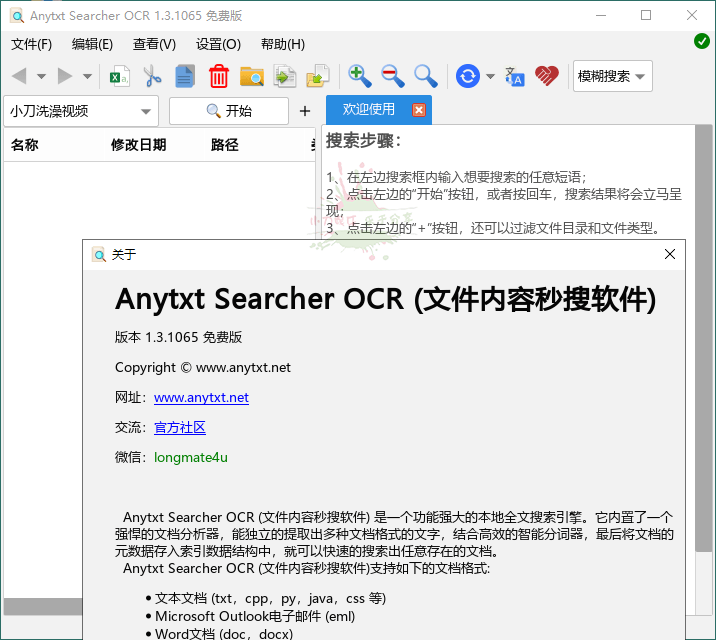 Anytxt Searcher OCR 1.3.1065 免费版
文件(F) 编辑(E) 查看(V) 设置(O) 帮助(H)
模糊搜索
小刀洗澡视频 开始 + 欢迎使用
名称 修改日期 路径
搜索步骤：
1、在左边搜索框内输入想要搜索的任意短语；
2、点击左边的“开始”按钮，或者按回车，搜索结果将会立马呈
现；
3、点击左边的“+”按钮，还可以过滤文件目录和文件类型。
关于
Anytxt Searcher OCR (文件内容秒搜软件)
版本 1.3.1065 免费版
Copyright © www.anytxt.net
网址： www.anytxt.net
交流： 官方社区
微信： longmate4u
Anytxt Searcher OCR (文件内容秒搜软件) 是一个功能强大的本地全文搜索引擎。它内置了一个
强悍的文档分析器，能独立的提取出多种文档格式的文字，结合高效的智能分词器，最后将文档的
元数据存入索引数据结构中，就可以快速的搜索出任意存在的文档。
Anytxt Searcher OCR (文件内容秒搜软件)支持如下的文档格式:
• 文本文档 (txt，cpp，py，java，css 等)
• Microsoft Outlook电子邮件 (eml)
• Word文档 (doc，docx)